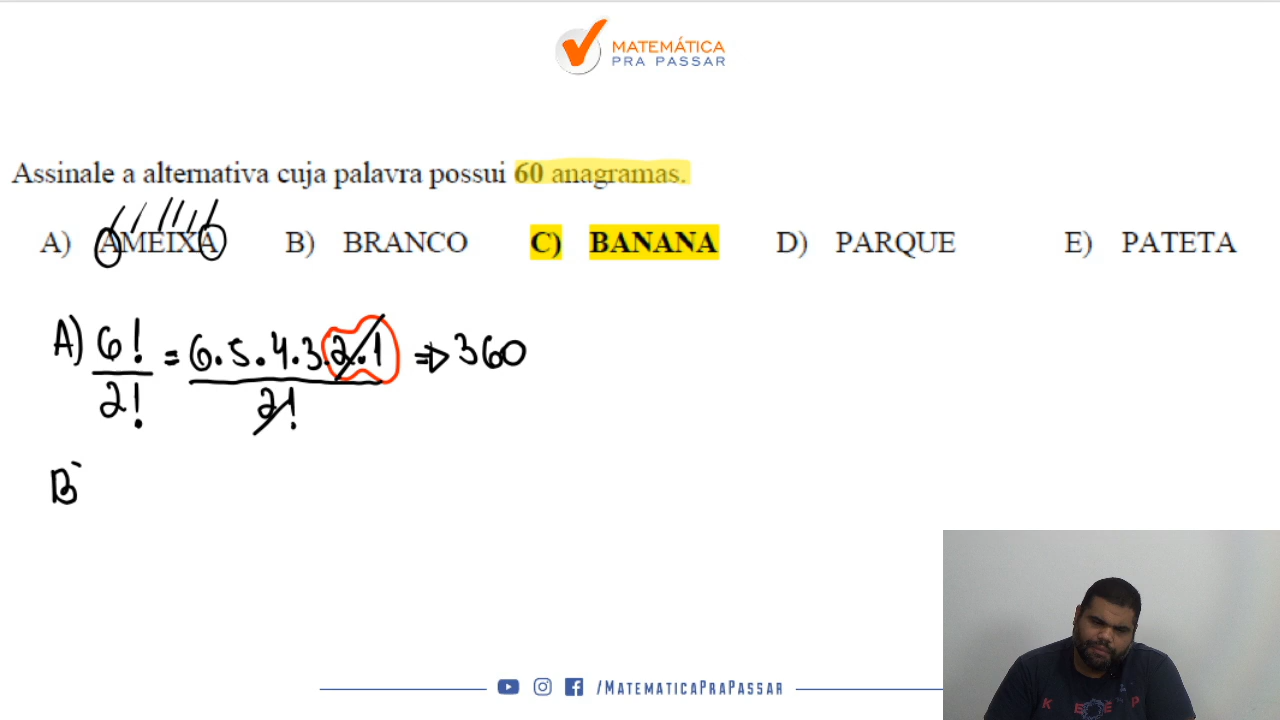 MATEMÁTICA
PRA PASSAR
Assinale a alternativa cuja palavra possui 60 anagramas.
A) AMEIXA B) BRANCO C) BANANA D) PARQUE E) PATETA
A) 6!/2! = 6.5.4.3.2.1/2! => 360
B
/MATEMATICAPRAPASSAR